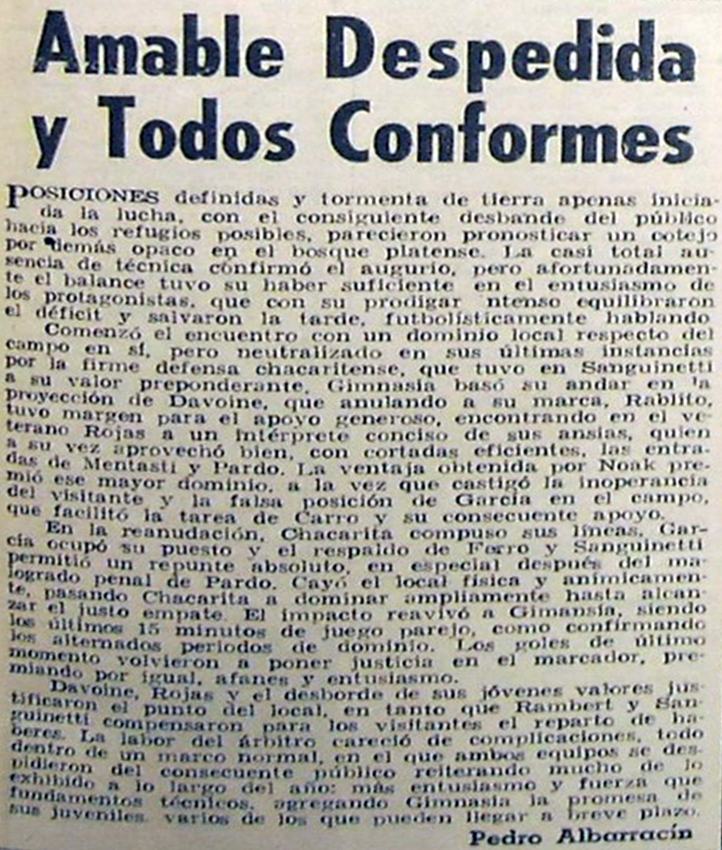 Amable Despedida
y Todos Conformes
POSICIONES definidas y tormenta de tierra apenas inicia-
da la lucha, con el consiguiente desbande del público
hacia los refugios posibles, parecieron pronosticar un cotejo
por demás opaco en el bosque platense. La casi total au-
sencia de técnica confirmó el augurio, pero afortunadamen-
te el balance tuvo su haber suficiente en el entusiasmo de
los protagonistas, que con su prodigar ntenso equilibraron
el déficit y salvaron la tarde, futbolísticamente hablando
Comenzó el encuentro con un dominio local respecto del
campo en sí, pero neutralizado en sus últimas instancias
por la firme defensa chacaritense, que tuvo en Sanguinetti
a su valor preponderante. Gimnasia basó su andar en la
proyección de Davoine, que anulando a su marca, Rablito,
tuvo margen para el apoyo generoso, encontrando en el ve-
terano Rojas a un intérprete conciso de sus ansias, quien
a su vez aprovechó bien, con cortadas eficientes, las entra-
das de Mentasti y Pardo. La ventaja obtenida por Noak pre-
mió ese mayor dominio, a la vez que castigó la inoperancia
del visitante y la falsa posición de García en el campo,
que facilitó la tarea de Carro y su consecuente apoyo.
En la reanudación, Chacarita compuso sus líneas, Gar-
cía ocupó su puesto y el respaldo de Forro y Sanguinetti
permitió un repunte absoluto, en especial después del ma-
logrado penal de Pardo. Cayó el local física y anímicamen-
te, pasando Chacarita a dominar ampliamente hasta alcan-
zar el justo empate. El impacto reavivó a Gimansia, siendo
los últimos 15 minutos de juego parejo, como confirmando
los alternados períodos de dominio. Los goles de último
momento volvieron a poner justicia en el marcador, pre-
miando por igual, afanes y entusiasmo.
Davoine, Rojas y el desborde de sus jóvenes valores jus-
tificaron el punto del local, en tanto que Rambert y San-
guinetti compensaron para los visitantes el reparto de ha-
beres. La labor del árbitro careció de complicaciones, todo
dentro de un marco normal, en el que ambos equipos se des-
pidieron del consecuente público reiterando mucho de lo
exhibido a lo largo del año: más entusiasmo y fuerza que
fundamentos técnicos, agregando Gimnasia la promesa de
sus juveniles, varios de los que pueden llegar a breve plazo.
Pedro Albarracín